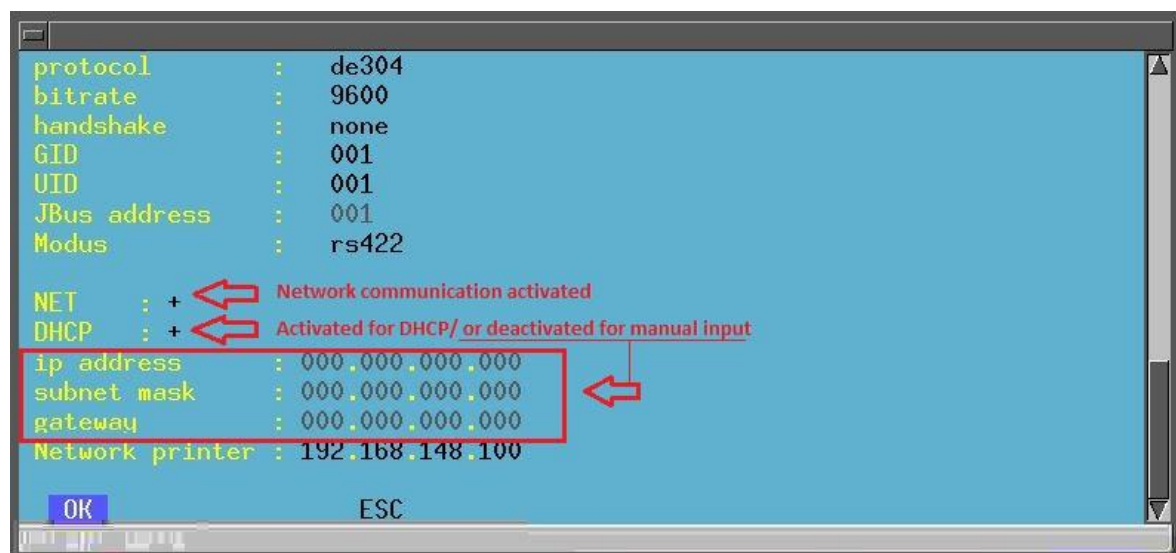 protocol : de304
bitrate : 9600
handshake : none
GID : 001
UID : 001
JBus address : 001
Modus : rs422
NET : + Network communication activated
DHCP : + Activated for DHCP/ or deactivated for manual input
ip address : 000.000.000.000
subnet mask : 000.000.000.000
gateway : 000.000.000.000
Network printer : 192.168.148.100
OK ESC